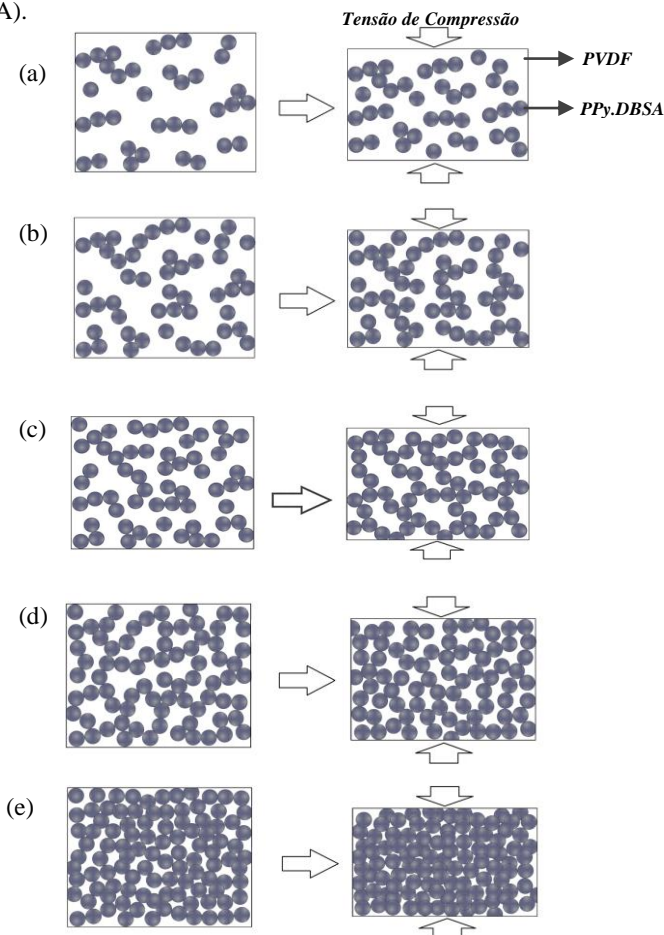 A).
Tensão de Compressão
(a)
PVDF
PPy.DBSA
(b)
(c)
(d)
(e)